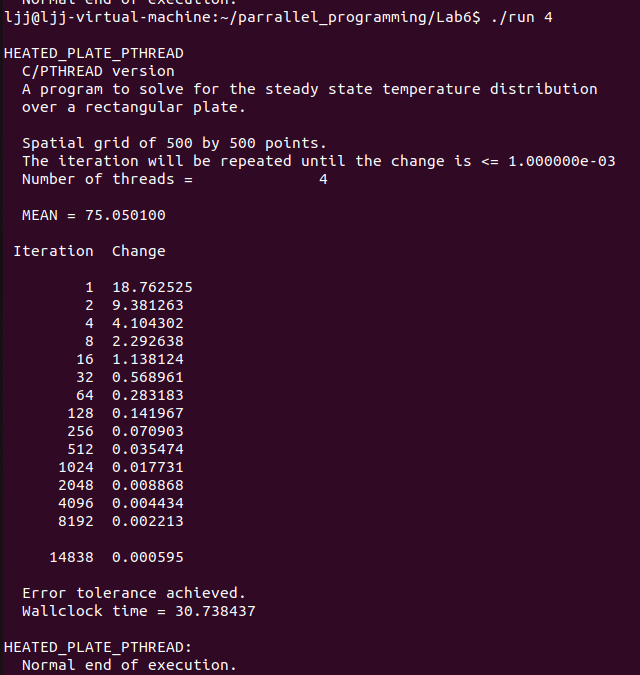 Normal end of execution.
ljj@ljj-virtual-machine:~/parrallel_programming/Lab6$ ./run 4
HEATED_PLATE_PTHREAD
C/PTHREAD version
A program to solve for the steady state temperature distribution
over a rectangular plate.
Spatial grid of 500 by 500 points.
The iteration will be repeated until the change is <= 1.000000e-03
Number of threads = 4
MEAN = 75.050100
Iteration Change
1 18.762525
2 9.381263
4 4.104302
8 2.292638
16 1.138124
32 0.568961
64 0.283183
128 0.141967
256 0.070903
512 0.035474
1024 0.017731
2048 0.008868
4096 0.004434
8192 0.002213
14838 0.000595
Error tolerance achieved.
Wallclock time = 30.738437
HEATED_PLATE_PTHREAD:
Normal end of execution.